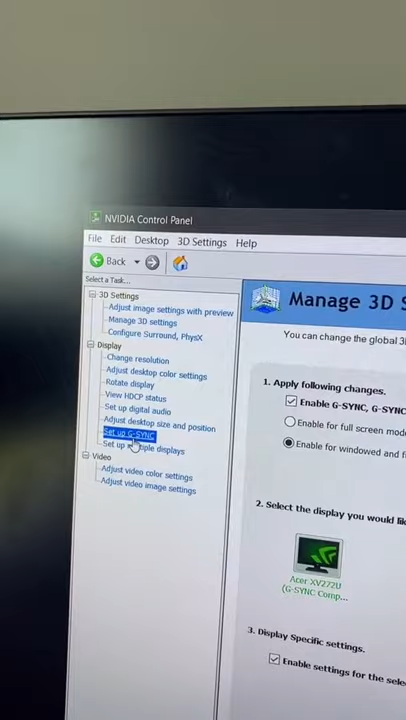 NVIDIA Control Panel
File Edit Desktop 3D Settings Help
Back
Select a Task...
3D Settings
Adjust image settings with preview
Manage 3D settings
Configure Surround, PhysX
Display
Change resolution
Adjust desktop color settings
Rotate display
View HDCP status
Set up digital audio
Adjust desktop size and position
Set up G-SYNC
Set up multiple displays
Video
Adjust video color settings
Adjust video image settings
Manage 3D S
You can change the global 3
1. Apply following changes.
Enable G-SYNC, G-SYNC
Enable for full screen mod
Enable for windowed and f
2. Select the display you would lik
Acer XV272U
(G-SYNC Comp...
3. Display Specific settings.
Enable settings for the sele